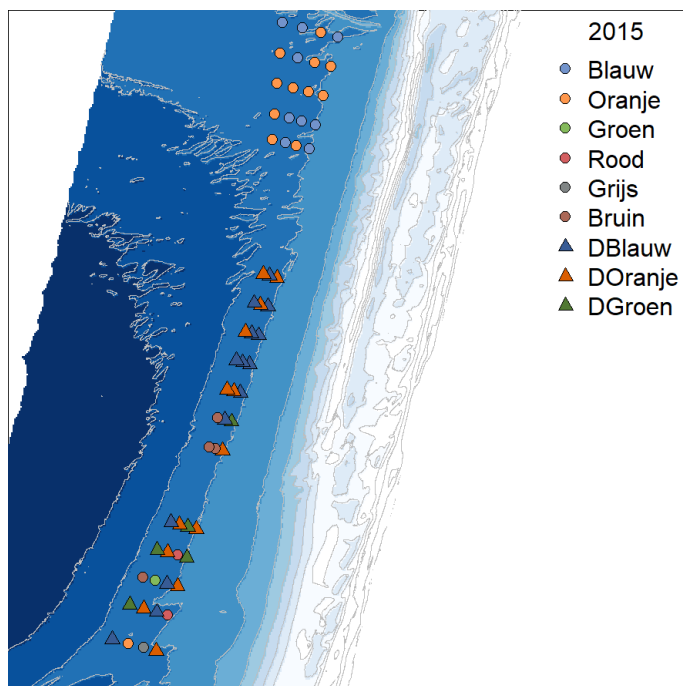 2015
Blauw
Oranje
Groen
Rood
Grijs
Bruin
DBlauw
DOranje
DGroen